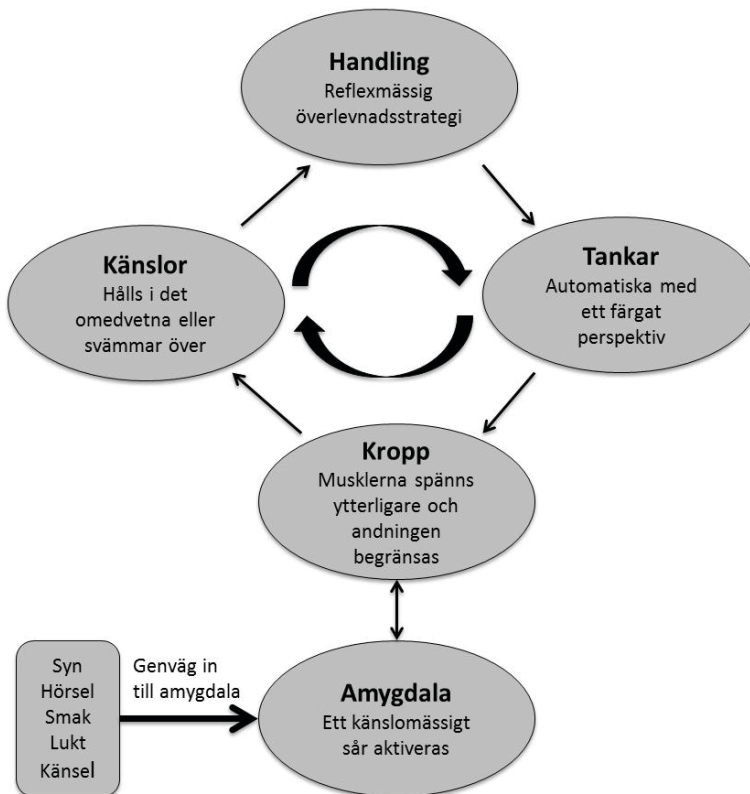 Handling
Reflexmässig
överlevnadsstrategi
Känslor
Hålls i det
omedvetna eller
svämmar över
Tankar
Automatiska med
ett färgat
perspektiv
Kropp
Musklerna spänns
ytterligare och
andningen
begränsas
Syn
Hörsel
Smak
Lukt
Känsel
Genväg in
till amygdala
Amygdala
Ett känslomässigt
sår aktiveras